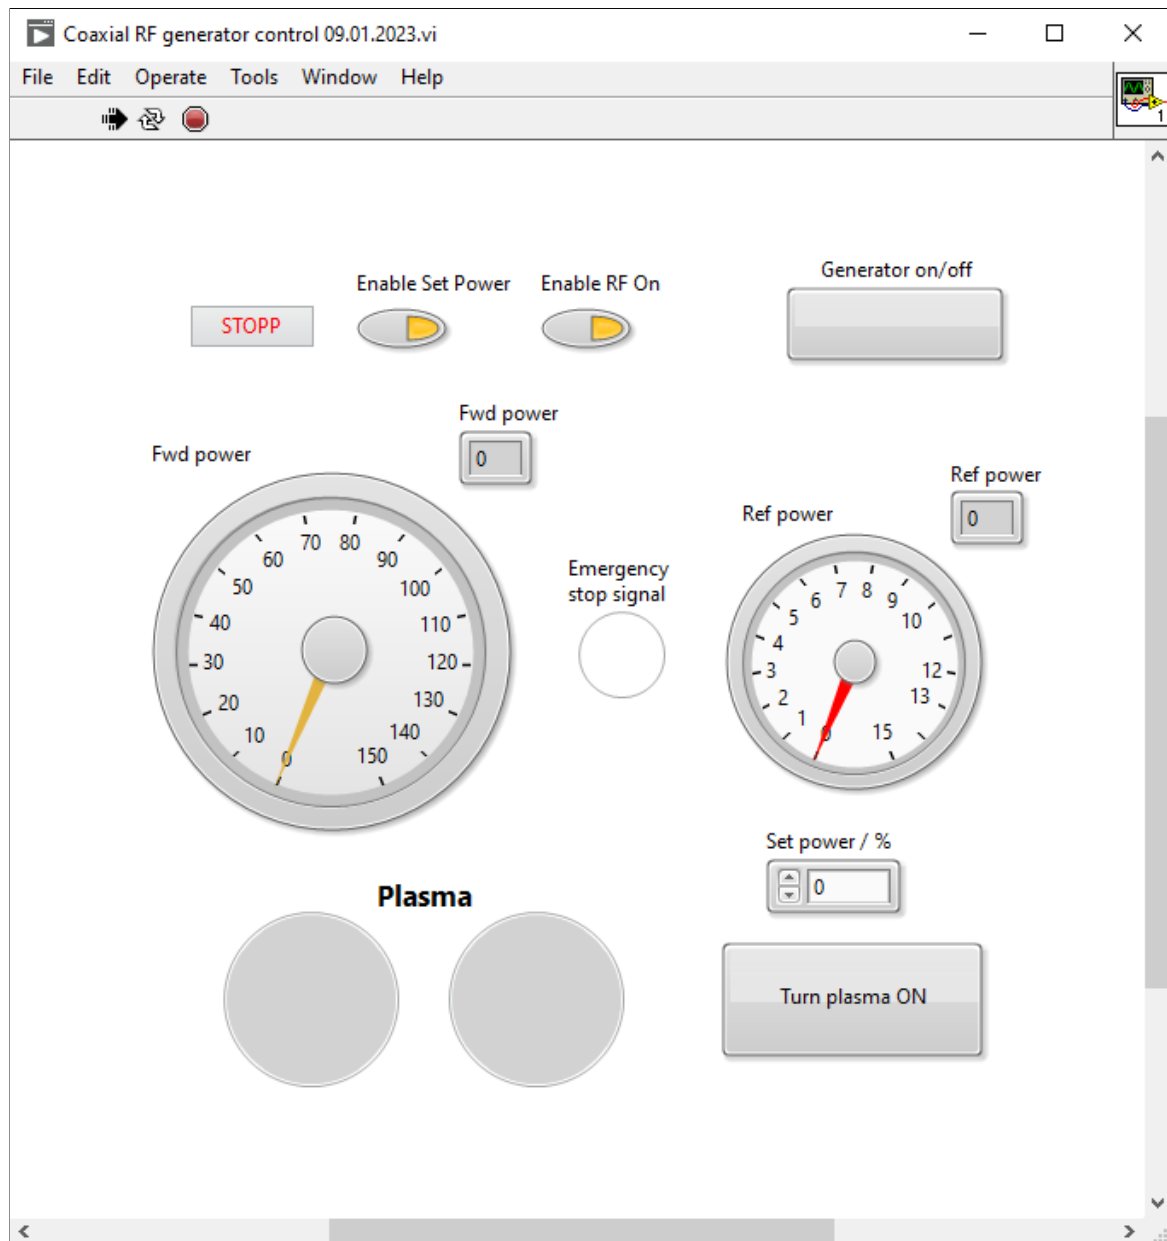 Coaxial RF generator control 09.01.2023.vi
File Edit Operate Tools Window Help
1
Generator on/off
Enable Set Power Enable RF On
STOPP
Fwd power
0
Fwd power
0 10 20 30 40 50 60 70 80 90 100 110 120 130 140 150
Ref power
0
Ref power
0 1 2 3 4 5 6 7 8 9 10 12 13 15
Emergency
stop signal
Set power / %
0
Plasma
Turn plasma ON